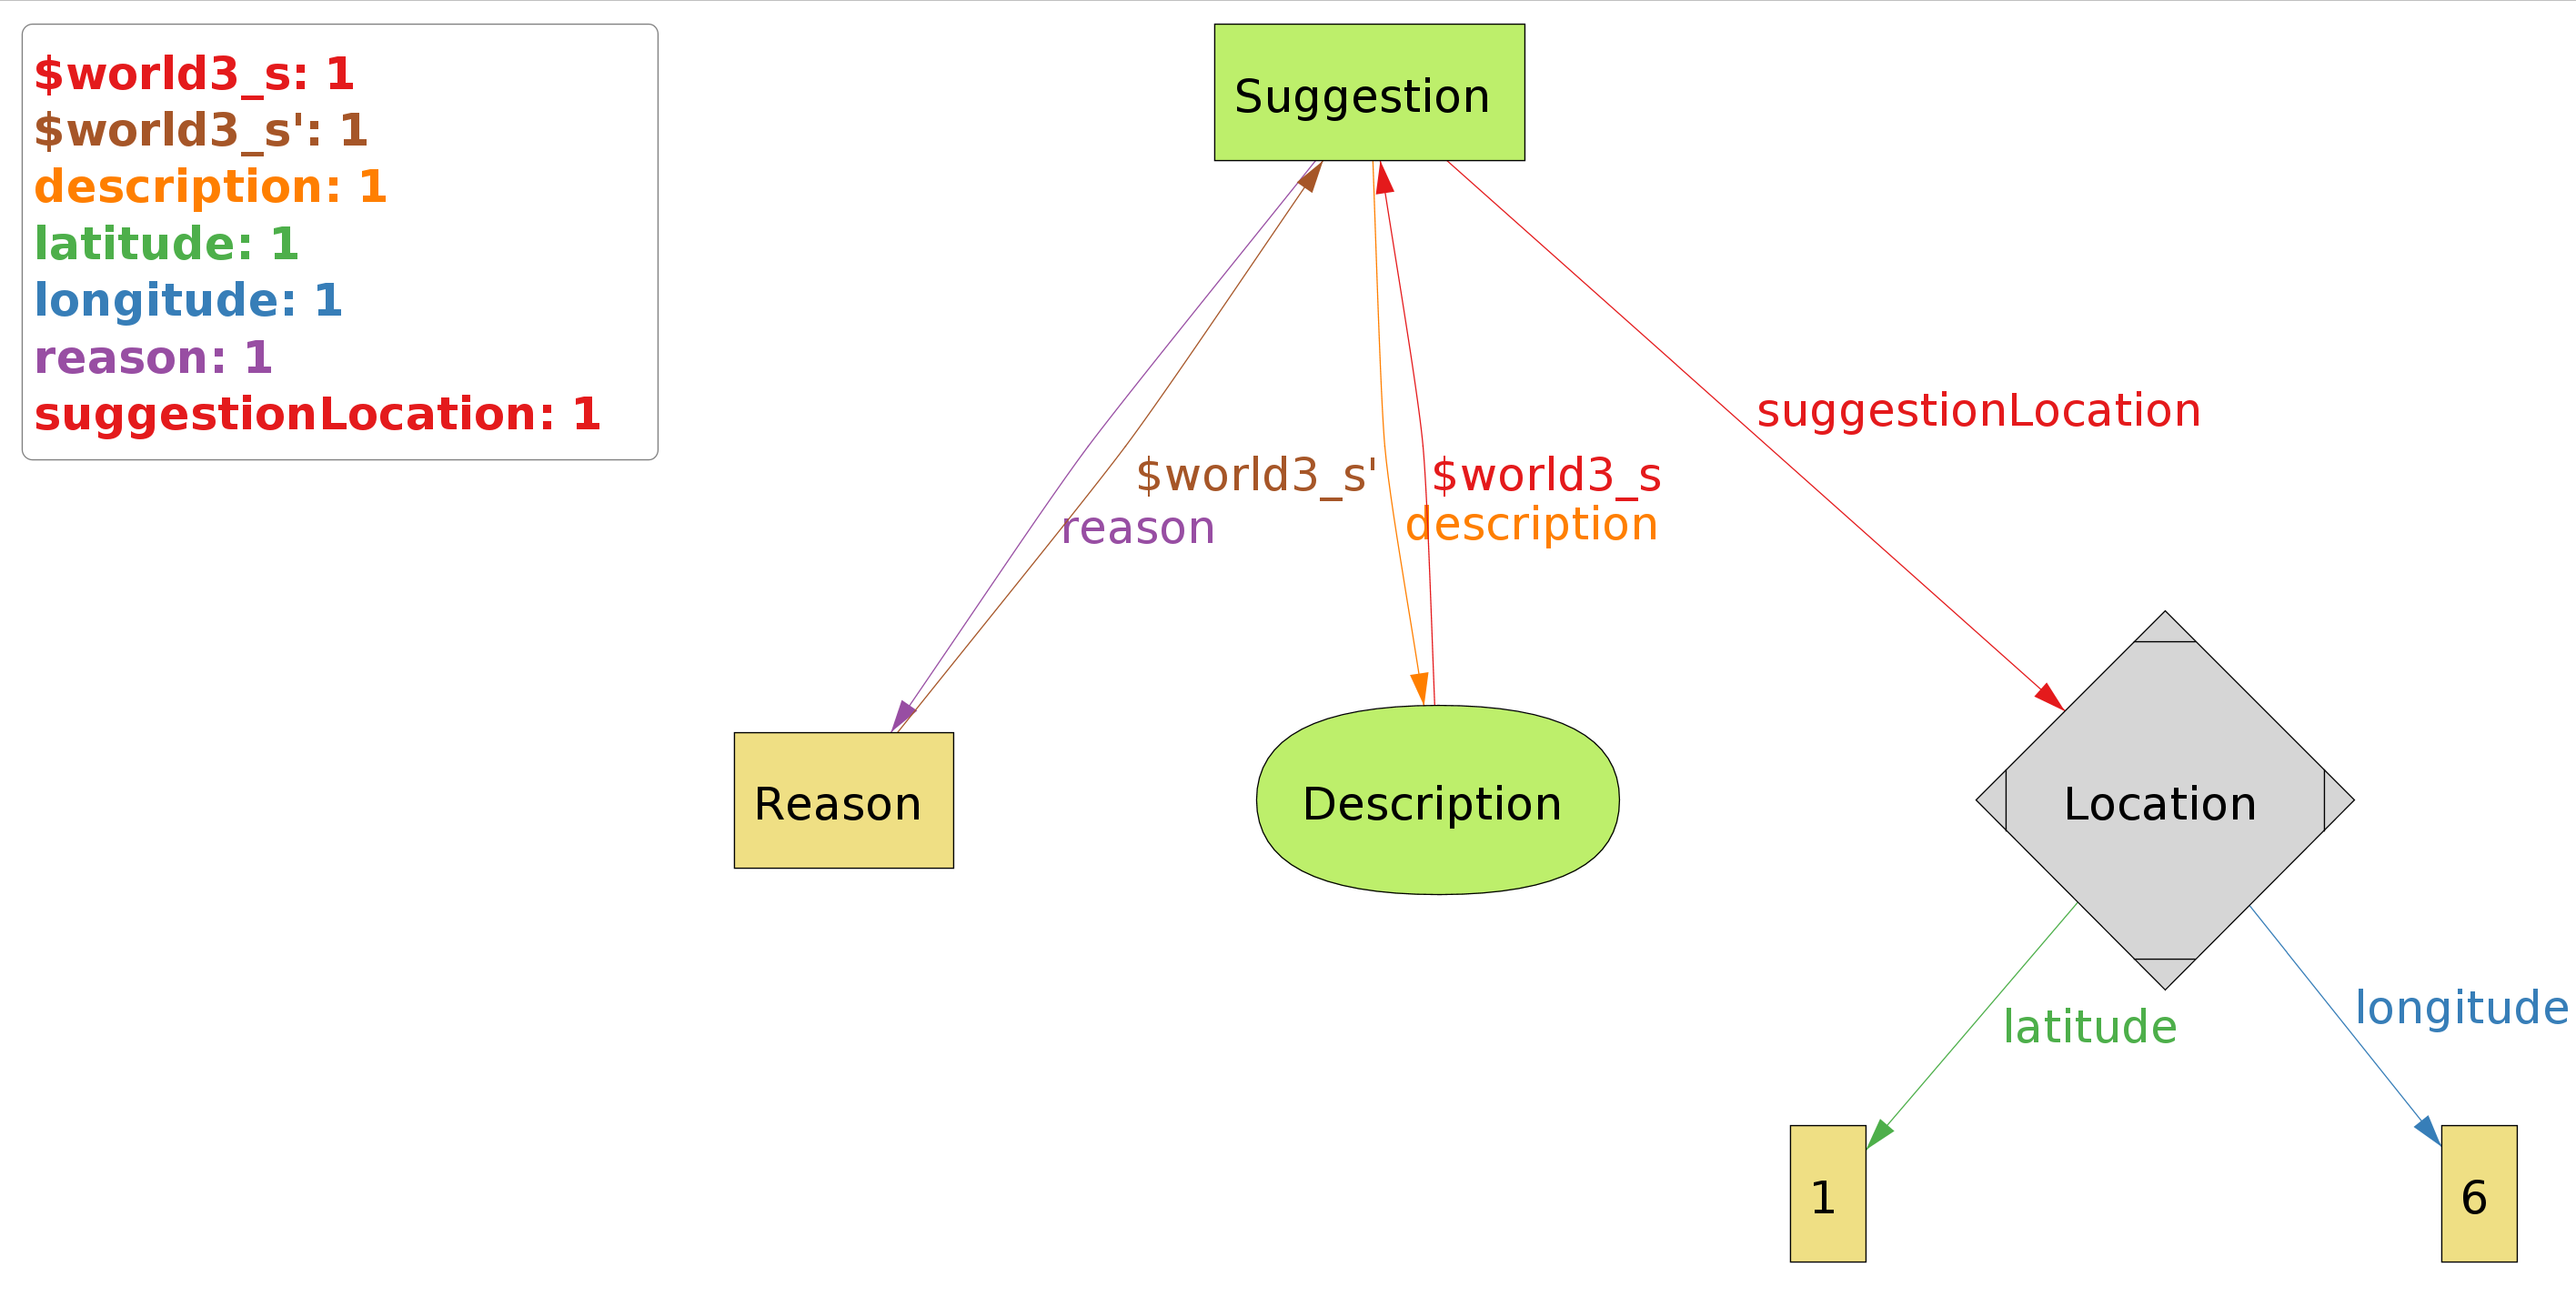 $world3_s: 1
$world3_s': 1
description: 1
latitude: 1
longitude: 1
reason: 1
suggestionLocation: 1
Suggestion
suggestionLocation
$world3_s'
$world3_s
reason
description
Reason
Description
Location
latitude
longitude
1
6